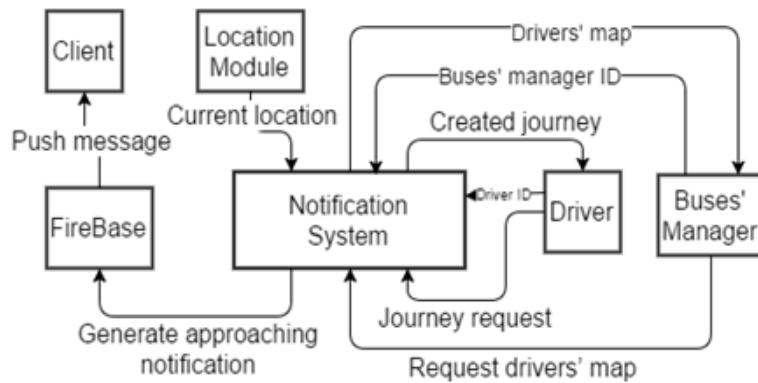 Client
Location
Module
Drivers' map
Buses' manager ID
Current location
Created journey
Push message
FireBase
Notification
System
Driver ID
Driver
Buses'
Manager
Generate approaching
notification
Journey request
Request drivers' map